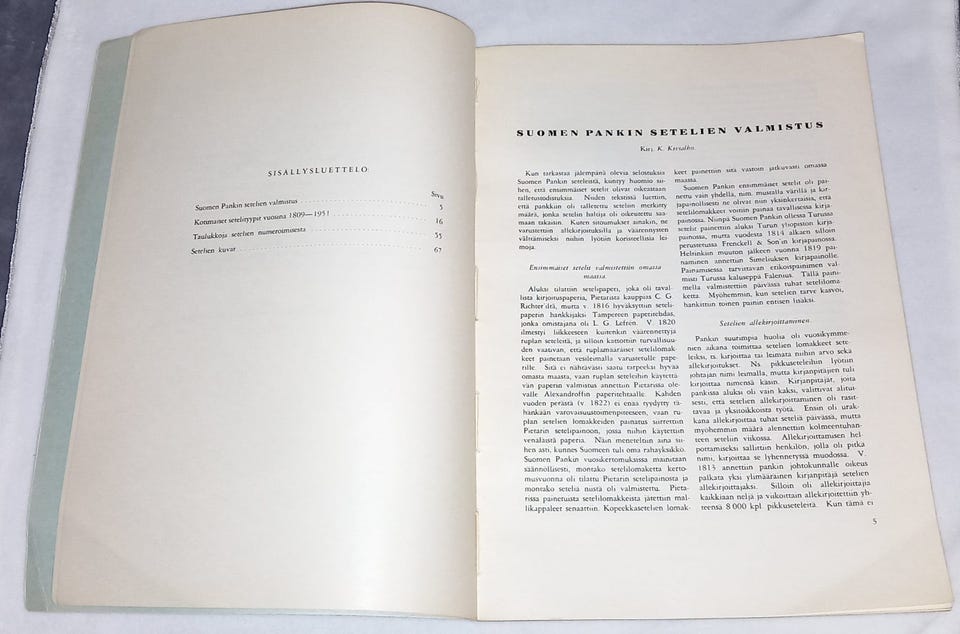 SISÄLLYSLUETTELO
Sivu
Suomen Pankin setelien valmistus 5
Kotimaiset setelityypit vuosina 1809—1951 16
Taulukkoja setelien numeroimisesta 35
Setelien kuvat 67
SUOMEN PANKIN SETELIEN VALMISTUS
Kirj. K.
Kun tarkastaa jälempänä olevia selostuksia
Suomen Pankin seteleistä, kiintyy huomio sii-
hen, että ensimmäiset setelit olivat oikeastaan
talletustodistuksia. Niiden tekstissä luettiin,
että pankkiin oli talletettu seteliin merkitty
määrä, jonka setelin haltija oli oikeutettu saa-
maan takaisin. Kuten sitoumukset ainakin, ne
varustettiin allekirjoituksilla ja väärennysten
välttämiseksi niihin lyötiin koristeellisia lei-
moja.
Ensimmäiset setelit valmistettiin omassa
maassa.
Aluksi tilattiin setelipaperi, joka oli taval-
lista kirjoituspaperia, Pietarista kauppias C. G.
Richter'iltä, mutta v. 1816 hyväksyttiin seteli-
paperin hankkijaksi Tampereen paperitehdas,
jonka omistajana oli L. G. Lefrén. V. 1820
ilmestyi liikkeeseen kuitenkin väärennettyjä
ruplan seteleitä, ja silloin katsottiin turvallisuu-
den vaativan, että ruplamääräiset setelilomak-
keet painetaan vesileimalla varustetulle pape-
rille. Sitä ei nähtävästi saatu tarpeeksi hyvää
omasta maasta, vaan ruplan seteleihin käytettä-
vän paperin valmistus annettiin Pietarissa ole-
valle Alexandroffin paperitehtaalle. Kahden
vuoden perästä (v. 1822) ei enää tyydytty tä-
hänkään varovaisuustoimenpiteeseen, vaan ru-
plan setelien lomakkeiden painatus siirrettiin
Pietarin setelipainoon, jossa niihin käytettiin
venäläistä paperia. Näin meneteltiin aina sii-
hen asti, kunnes Suomeen tuli oma rahayksikkö.
Suomen Pankin vuosikertomuksissa mainitaan
säännöllisesti, montako setelilomaketta kerto-
musvuonna oli tilattu Pietarin setelipainosta ja
montako seteliä niistä oli valmistettu. Pieta-
rissa painetuista setelilomakkeista jätettiin mal-
likappaleet senaattiin. Kopeekkasetelien lomak-
keet painettiin sitä vastoin jatkuvasti omassa
maassa.
Suomen Pankin ensimmäiset setelit oli pai-
nettu vain yhdellä, nim. mustalla värillä ja kir-
japainollisesti ne olivat niin yksinkertaisia, että
setelilomakkeet voitiin painaa tavallisessa kirja-
painossa. Niinpä Suomen Pankin ollessa Turussa
setelit painettiin aluksi Turun yliopiston kirja-
painossa, mutta vuodesta 1814 alkaen silloin
perustetussa Frenckell & Son'in kirjapainossa.
Helsinkiin muuton jälkeen vuonna 1819 pai-
naminen annettiin Simeliuksen kirjapainolle.
Painamisessa tarvittavan erikoispainimen val-
misti Turussa kaluseppä Falenius. Tällä paini-
mella valmistettiin päivässä tuhat setelilomа-
ketta. Myöhemmin, kun setelien tarve kasvoi,
hankittiin toinen painin entisen lisäksi.
Setelien allekirjoittaminen.
Pankin suurimpia huolia oli vuosikymme-
nien aikana toimittaa setelien lomakkeet sete-
leiksi, ts. kirjoittaa tai leimata niihin arvo sekä
allekirjoitukset. Ns pikkuseteleihin lyötiin
johtajan nimi leimalla, mutta kirjanpitäjien tuli
kirjoittaa nimensä käsin. Kirjanpitäjät, joita
pankissa aluksi oli vain kaksi, valittivat alitui-
sesti, että setelien allekirjoittaminen oli rasit-
tavaa ja yksitoikkoista työtä. Ensin oli urak-
kana allekirjoittaa tuhat seteliä päivässä, mutta
myöhemmin määrä alennettiin kolmeentuhan-
teen seteliin viikossa. Allekirjoittamisen hel-
pottamiseksi sallittiin henkilön, jolla oli pitkä
nimi, kirjoittaa se lyhennetyssä muodossa. V.
1813 annettiin pankin johtokunnalle oikeus
palkata yksi ylimääräinen kirjanpitäjä setelien
allekirjoittajaksi. Silloin oli allekirjoittajia
kaikkiaan neljä ja viikoittain allekirjoitettiin yh-
teensä 8 000 kpl. pikkuseteleitä. Kun tämä ei
5